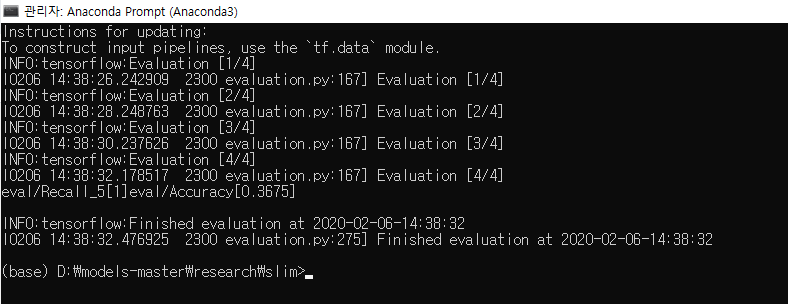 관리자: Anaconda Prompt (Anaconda3)
Instructions for updating:
To construct input pipelines, use the `tf.data` module.
INFO:tensorflow:Evaluation [1/4]
I0206 14:38:26.242909  2300 evaluation.py:167] Evaluation [1/4]
INFO:tensorflow:Evaluation [2/4]
I0206 14:38:28.248763  2300 evaluation.py:167] Evaluation [2/4]
INFO:tensorflow:Evaluation [3/4]
I0206 14:38:30.237626  2300 evaluation.py:167] Evaluation [3/4]
INFO:tensorflow:Evaluation [4/4]
I0206 14:38:32.178517  2300 evaluation.py:167] Evaluation [4/4]
eval/Recall_5[1]eval/Accuracy[0.3675]
INFO:tensorflow:Finished evaluation at 2020-02-06-14:38:32
I0206 14:38:32.476925  2300 evaluation.py:275] Finished evaluation at 2020-02-06-14:38:32
(base) D:₩models-master₩research₩slim>